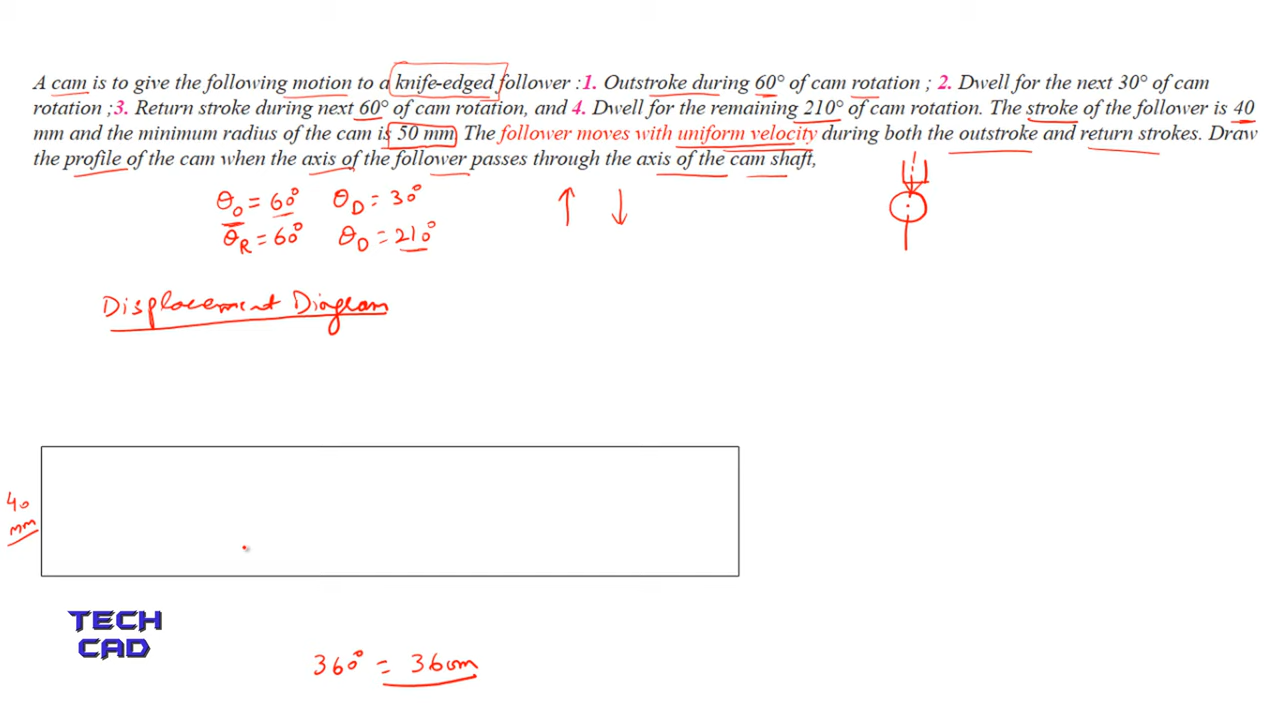 A cam is to give the following motion to a knife-edged follower :1. Outstroke during 60° of cam rotation ; 2. Dwell for the next 30° of cam
rotation ;3. Return stroke during next 60° of cam rotation, and 4. Dwell for the remaining 210° of cam rotation. The stroke of the follower is 40
mm and the minimum radius of the cam is 50 mm The follower moves with uniform velocity during both the outstroke and return strokes. Draw
the profile of the cam when the axis of the follower passes through the axis of the cam shaft,
θO = 60° θD = 30°
θR = 60° θD = 210°
Displacement Diagram
40
mm
TECH
CAD
360° = 36cm